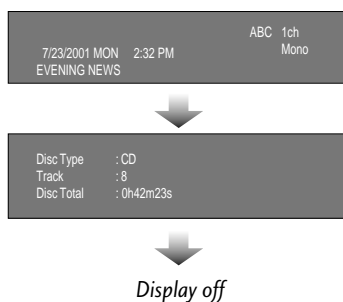 ABC 1ch
Mono
7/23/2001 MON 2:32 PM
EVENING NEWS
Disc Type : CD
Track : 8
Disc Total : 0h42m23s
Display off